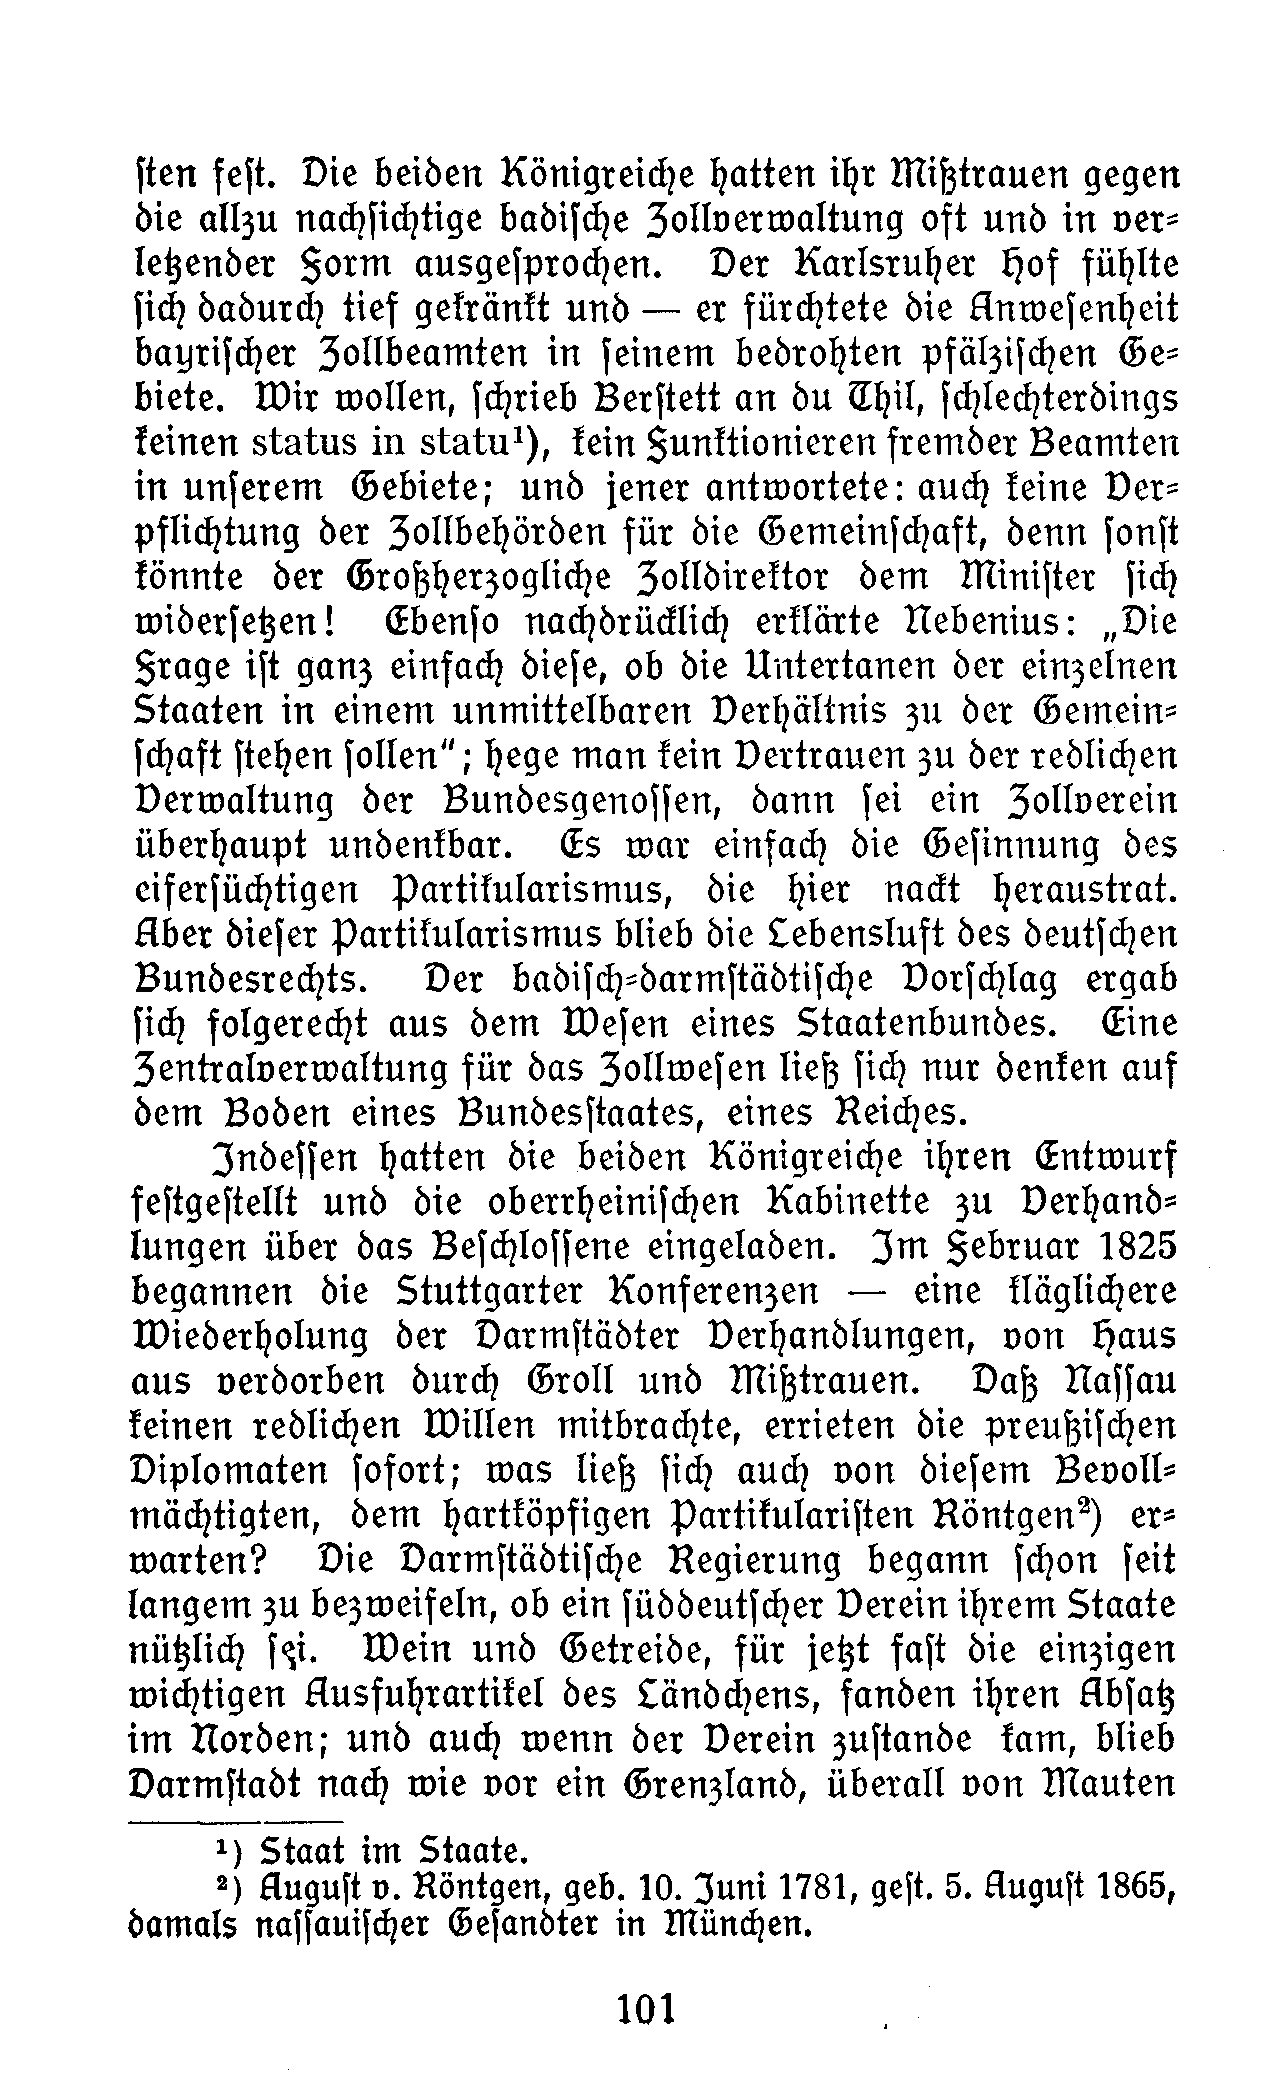 ſten feſt. Die beiden Königreiche hatten ihr Mißtrauen gegen
die allzu nachſichtige badiſche Zollverwaltung oft und in ver-
letzender Form ausgeſprochen. Der Karlsruher Hof fühlte
ſich dadurch tief gekränkt und — er fürchtete die Anweſenheit
bayriſcher Zollbeamten in ſeinem bedrohten pfälziſchen Ge-
biete. Wir wollen, ſchrieb Berſtett an du Thil, ſchlechterdings
keinen status in statu¹), kein Funktionieren fremder Beamten
in unſerem Gebiete; und jener antwortete: auch keine Ver-
pflichtung der Zollbehörden für die Gemeinſchaft, denn ſonſt
könnte der Großherzogliche Zolldirektor dem Miniſter ſich
widerſetzen! Ebenſo nachdrücklich erklärte Nebenius: „Die
Frage iſt ganz einfach dieſe, ob die Untertanen der einzelnen
Staaten in einem unmittelbaren Verhältnis zu der Gemein-
ſchaft ſtehen ſollen"; hege man kein Vertrauen zu der redlichen
Verwaltung der Bundesgenoſſen, dann ſei ein Zollverein
überhaupt undenkbar. Es war einfach die Geſinnung des
eiferſüchtigen Partikularismus, die hier nackt heraustrat.
Aber dieſer Partikularismus blieb die Lebensluft des deutſchen
Bundesrechts. Der badiſch-darmſtädtiſche Vorſchlag ergab
ſich folgerecht aus dem Weſen eines Staatenbundes. Eine
Zentralverwaltung für das Zollweſen ließ ſich nur denken auf
dem Boden eines Bundesſtaates, eines Reiches.
Indeſſen hatten die beiden Königreiche ihren Entwurf
feſtgeſtellt und die oberrheiniſchen Kabinette zu Verhand-
lungen über das Beſchloſſene eingeladen. Im Februar 1825
begannen die Stuttgarter Konferenzen — eine kläglichere
Wiederholung der Darmſtädter Verhandlungen, von Haus
aus verdorben durch Groll und Mißtrauen. Daß Naſſau
keinen redlichen Willen mitbrachte, errieten die preußiſchen
Diplomaten ſofort; was ließ ſich auch von dieſem Bevoll-
mächtigten, dem hartköpfigen Partikulariſten Röntgen²) er-
warten? Die Darmſtädtiſche Regierung begann ſchon ſeit
langem zu bezweifeln, ob ein ſüddeutſcher Verein ihrem Staate
nützlich ſei. Wein und Getreide, für jetzt faſt die einzigen
wichtigen Ausfuhrartikel des Ländchens, fanden ihren Abſatz
im Norden; und auch wenn der Verein zuſtande kam, blieb
Darmſtadt nach wie vor ein Grenzland, überall von Mauten
¹) Staat im Staate.
²) Auguſt v. Röntgen, geb. 10. Juni 1781, geſt. 5. Auguſt 1865,
damals naſſauiſcher Geſandter in München.
101